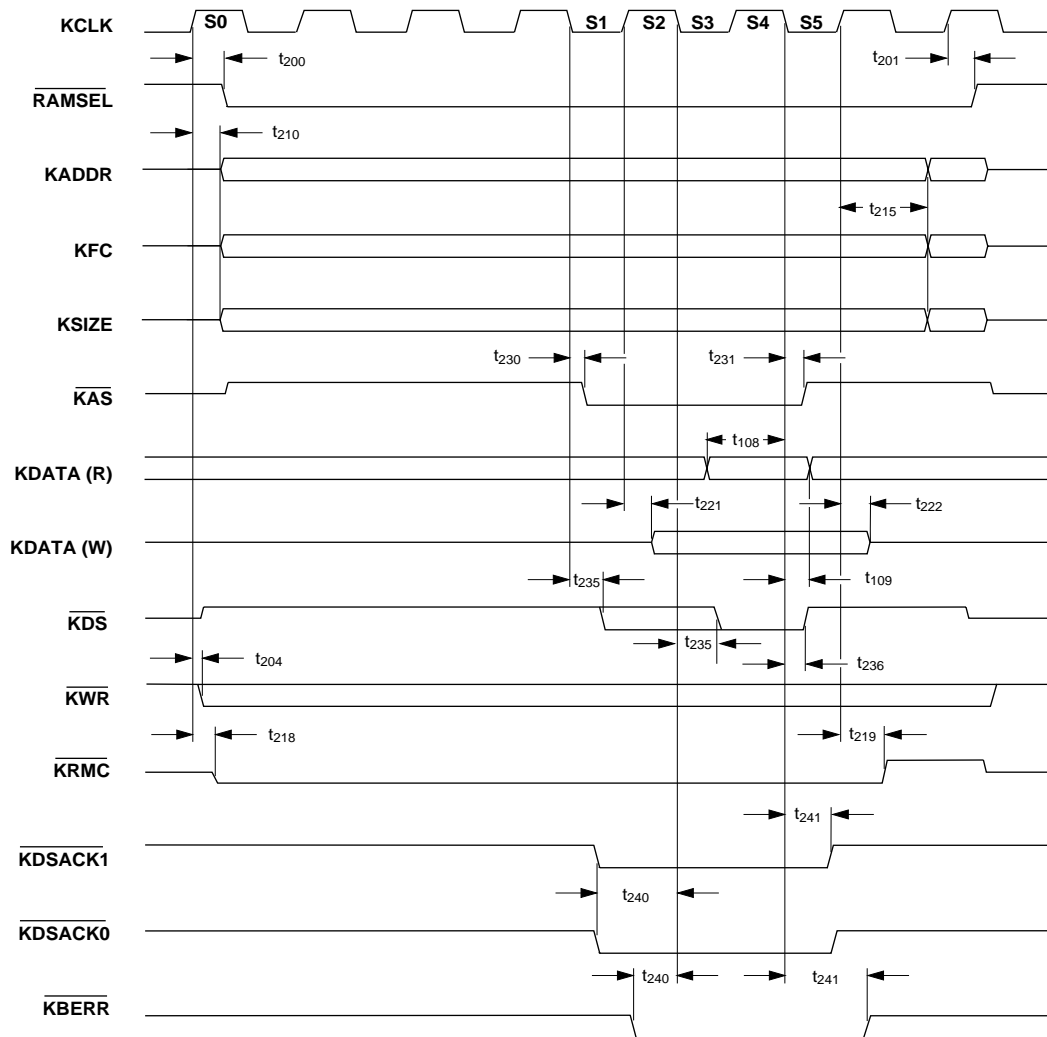 KCLK S0 S1 S2 S3 S4 S5
t200 t201
RAMSEL
t210
KADDR
t215
KFC
KSIZE
t230 t231
KAS
t108
KDATA (R)
t221 t222
KDATA (W)
t235 t109
KDS
t235
t204 t236
KWR
t218 t219
KRMC
t241
KDSACK1
t240
KDSACK0
t240 t241
KBERR